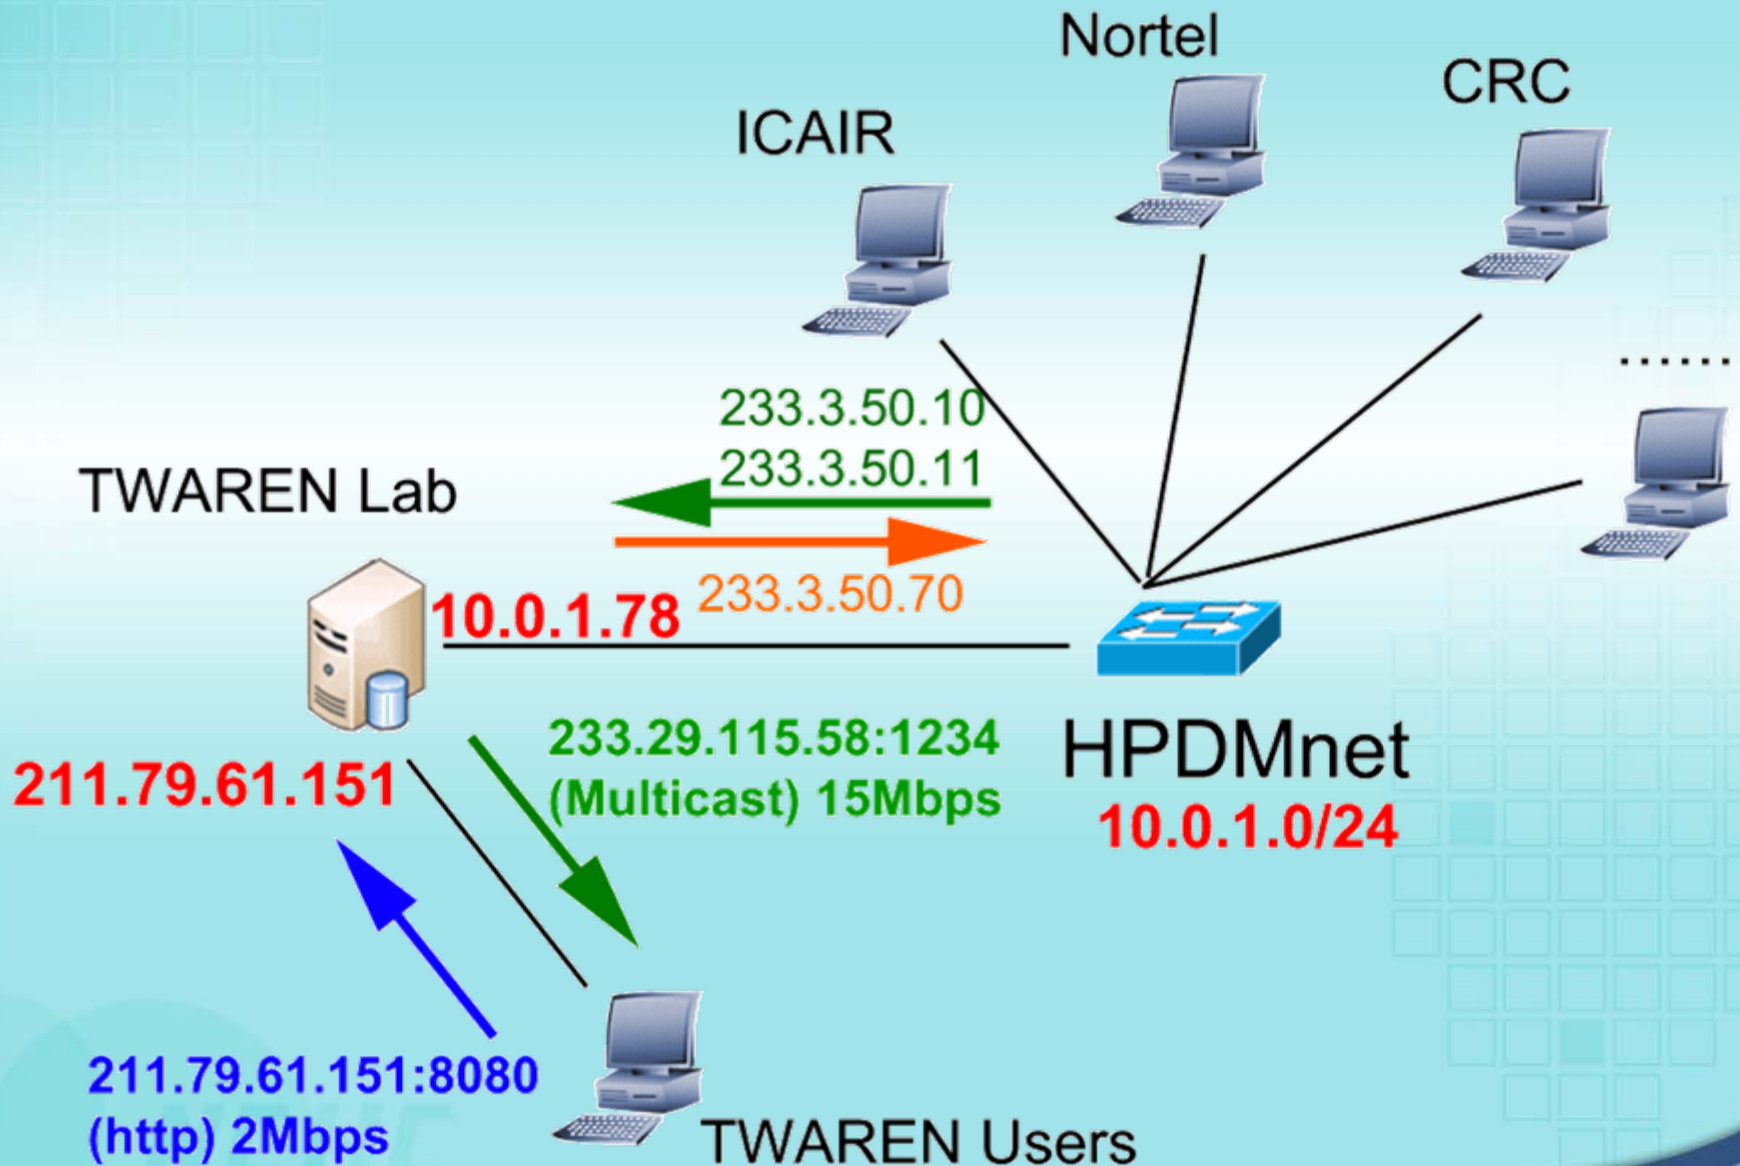 Nortel
CRC
ICAIR
......
233.3.50.10
233.3.50.11
TWAREN Lab
10.0.1.78
233.3.50.70
233.29.115.58:1234
(Multicast) 15Mbps
HPDMnet
10.0.1.0/24
211.79.61.151
211.79.61.151:8080
(http) 2Mbps
TWAREN Users